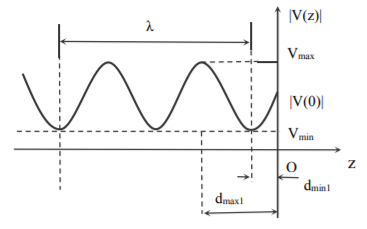 |V(z)|
λ
Vmax
|V(0)|
Vmin
O
z
dmin1
dmax1